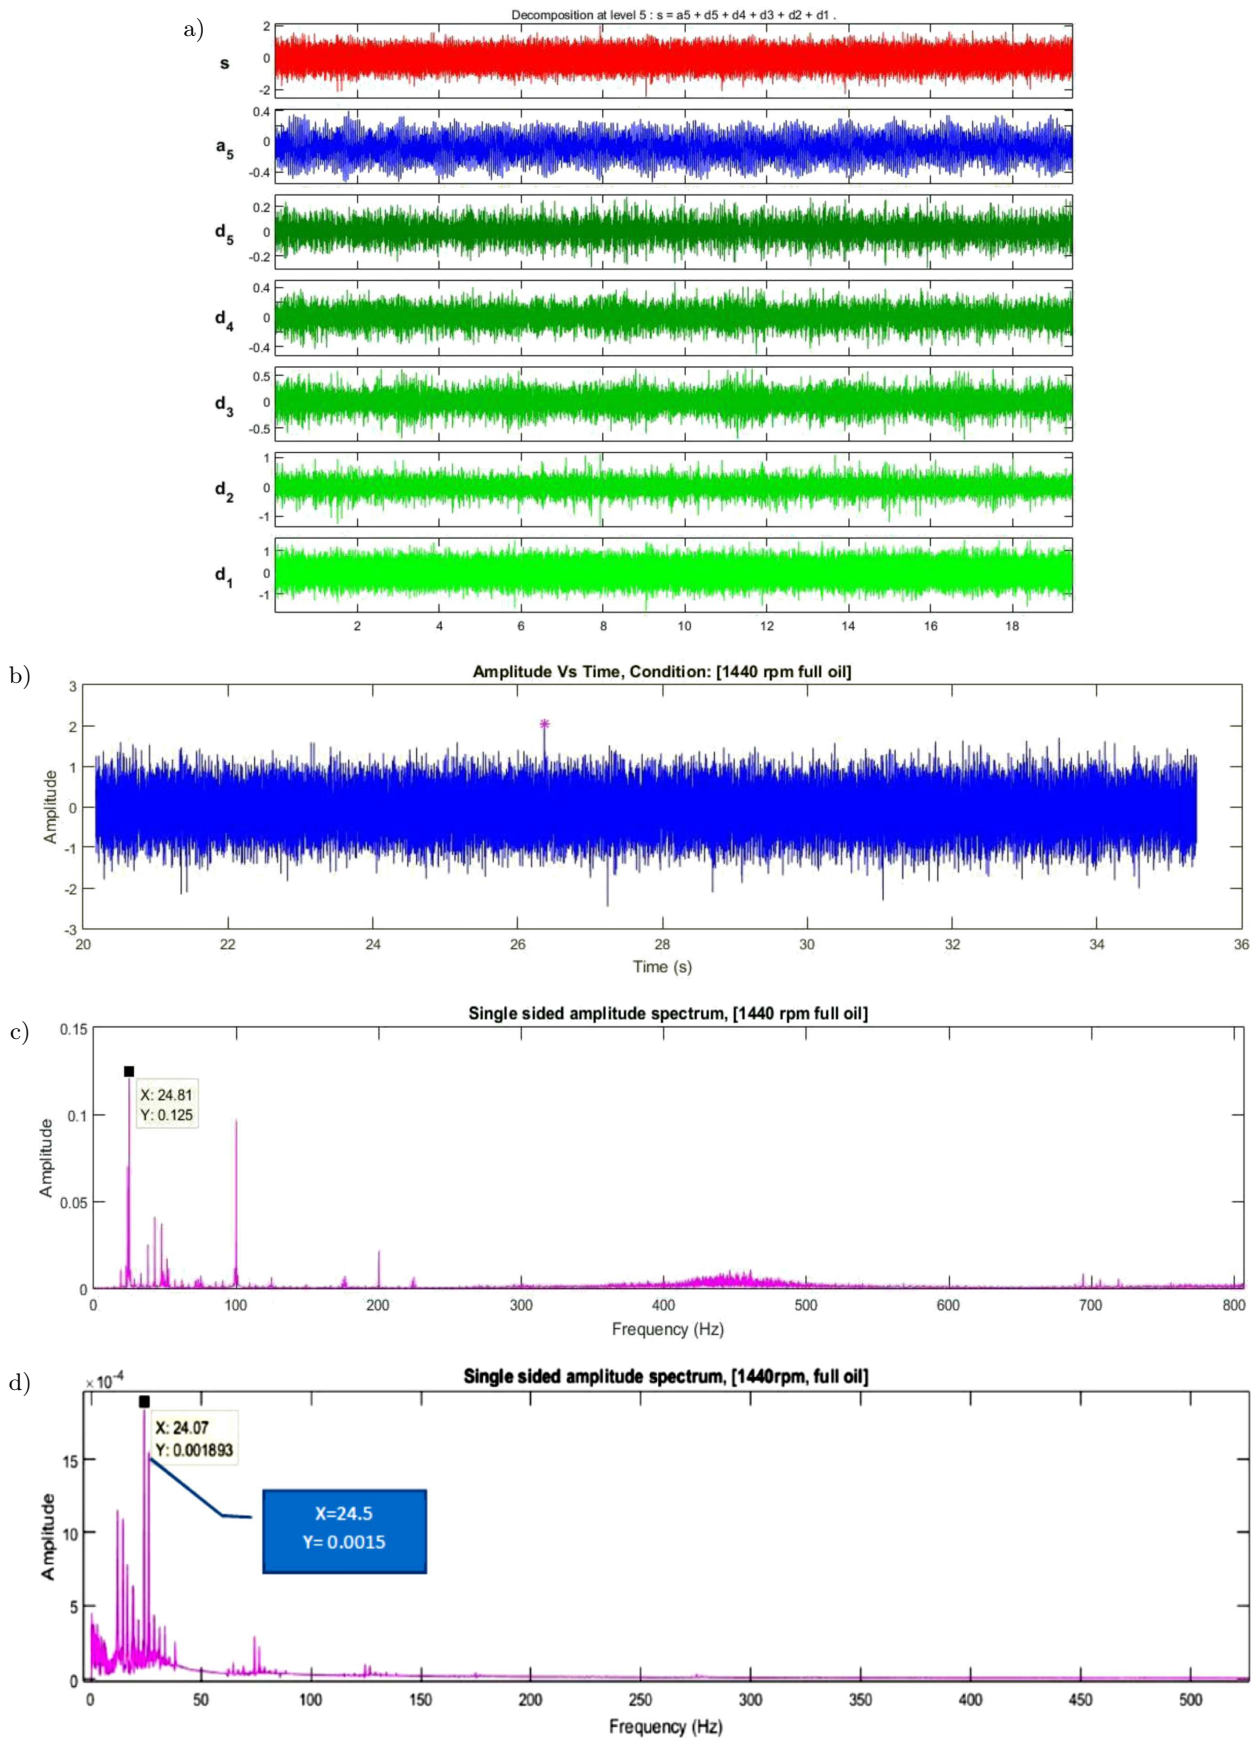 a)
Decomposition at level 5 : s = a5 + d5 + d4 + d3 + d2 + d1 .
s
2
0
-2
a5
0.4
0
-0.4
d5
0.2
0
-0.2
d4
0.4
0
-0.4
d3
0.5
0
-0.5
d2
1
0
-1
d1
1
0
-1
2 4 6 8 10 12 14 16 18
b)
Amplitude Vs Time, Condition: [1440 rpm full oil]
Amplitude
3
2
1
0
-1
-2
-3
20 22 24 26 28 30 32 34 36
Time (s)
c)
Single sided amplitude spectrum, [1440 rpm full oil]
Amplitude
0.15
0.1
0.05
0
X: 24.81
Y: 0.125
0 100 200 300 400 500 600 700 800
Frequency (Hz)
d)
×10-4
Single sided amplitude spectrum, [1440rpm, full oil]
Amplitude
15
10
5
0
X: 24.07
Y: 0.001893
X=24.5
Y= 0.0015
0 50 100 150 200 250 300 350 400 450 500
Frequency (Hz)